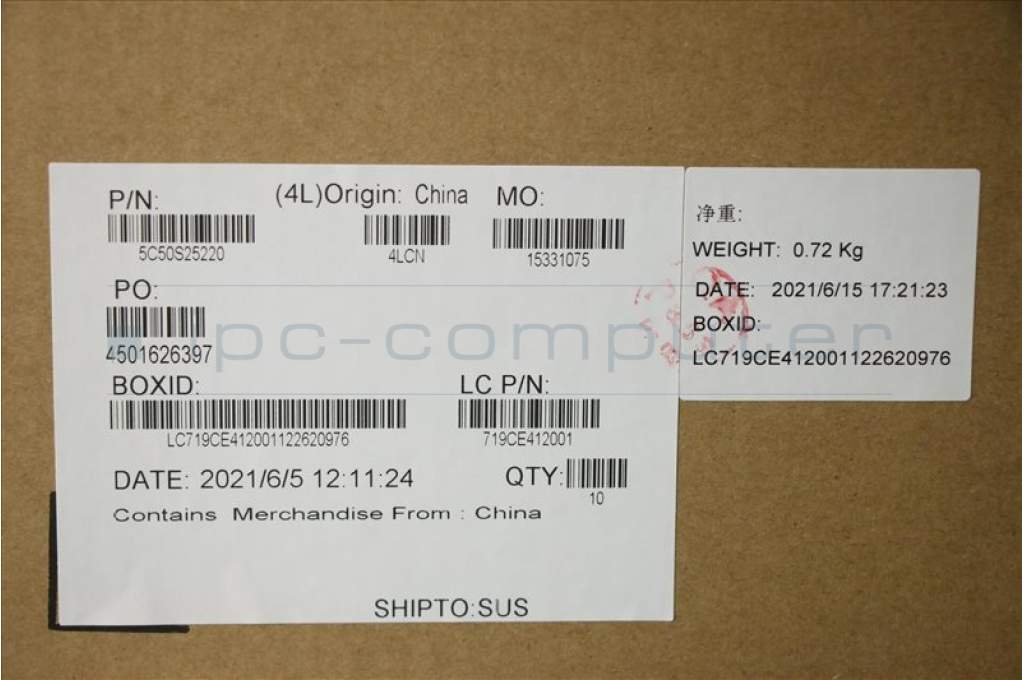 P/N:
5C50S25220
(4L)Origin: China
4LCN
MO:
15331075
PO:
4501626397
BOXID:
LC719CE412001122620976
LC P/N:
719CE412001
DATE: 2021/6/5 12:11:24
QTY:
10
Contains Merchandise From : China
SHIPTO:SUS
净重:
WEIGHT: 0.72 Kg
DATE: 2021/6/15 17:21:23
BOXID:
LC719CE412001122620976
ipc-computer